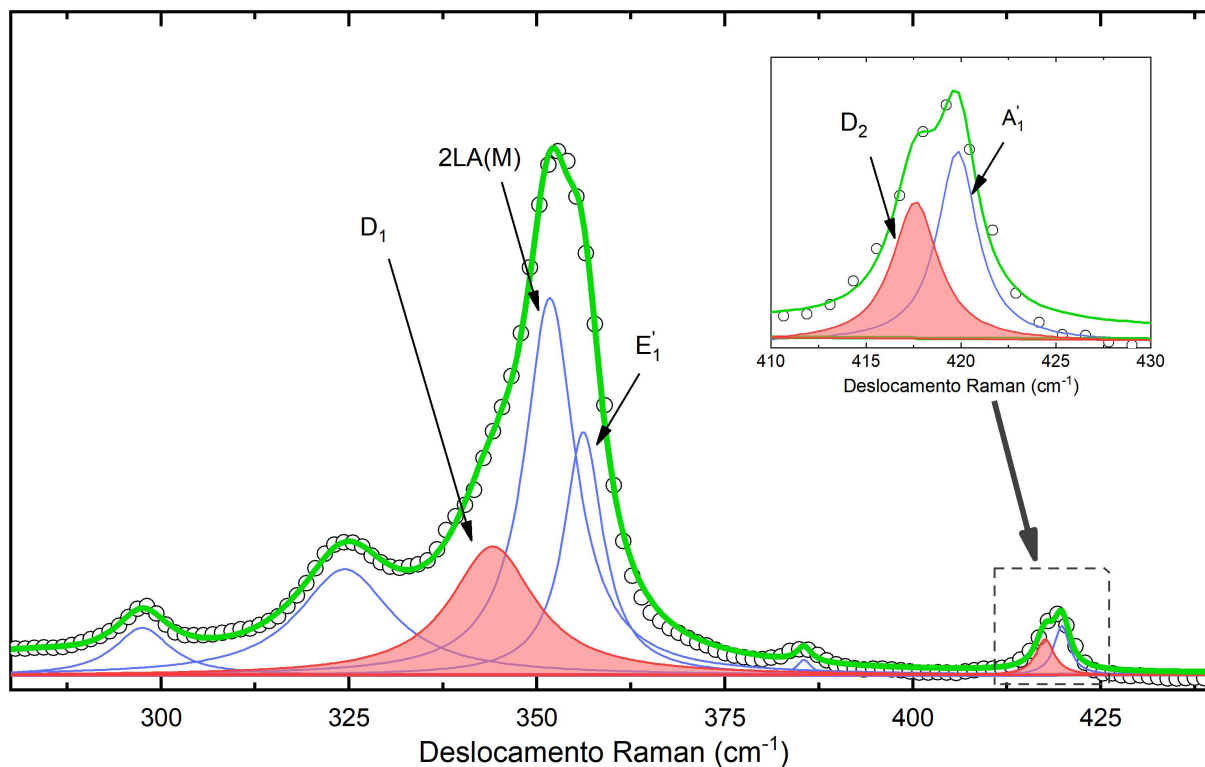 D₂
A'₁
410 415 420 425 430
Deslocamento Raman (cm⁻¹)
2LA(M)
D₁
E'₁
300 325 350 375 400 425
Deslocamento Raman (cm⁻¹)